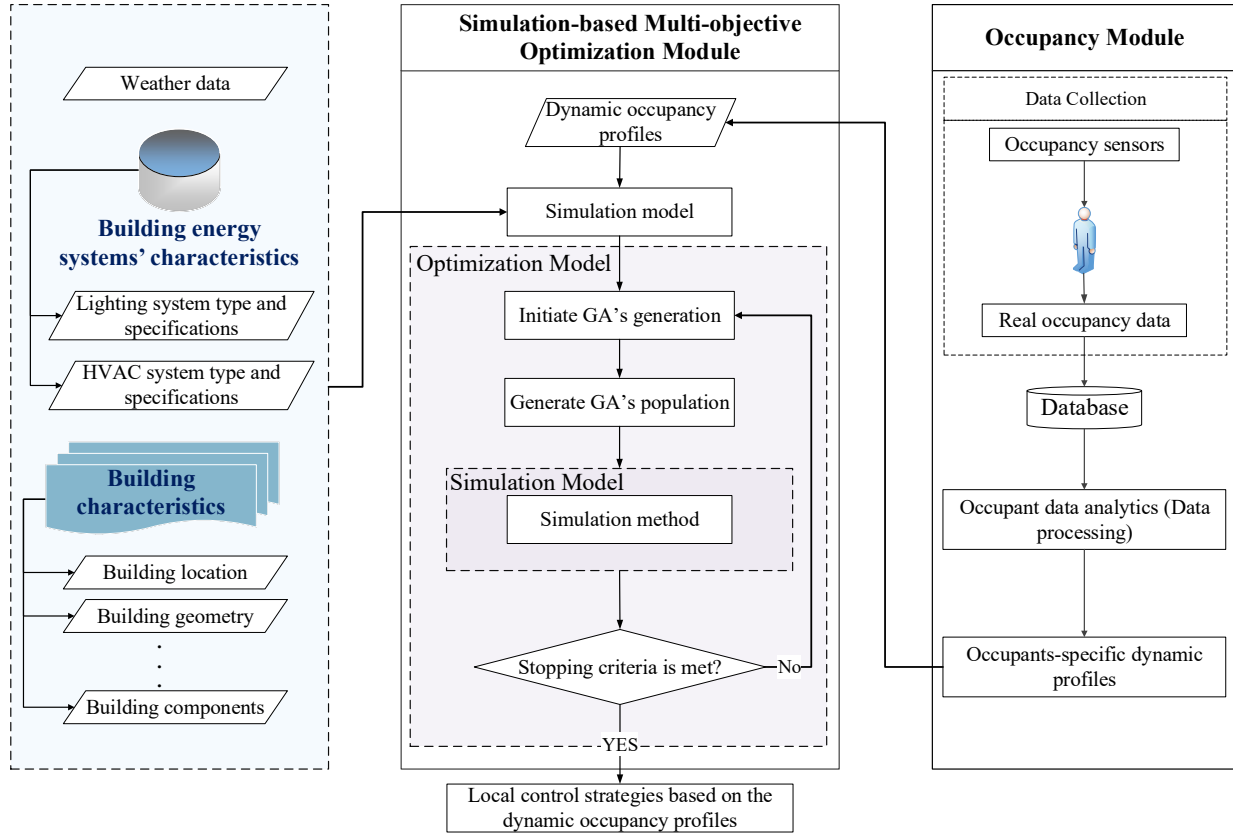 Weather data
Building energy
systems’ characteristics
Lighting system type and
specifications
HVAC system type and
specifications
Building
characteristics
Building location
Building geometry
.
.
.
Building components
Simulation-based Multi-objective
Optimization Module
Dynamic occupancy
profiles
Simulation model
Optimization Model
Initiate GA’s generation
Generate GA’s population
Simulation Model
Simulation method
Stopping criteria is met?
No
YES
Local control strategies based on the
dynamic occupancy profiles
Occupancy Module
Data Collection
Occupancy sensors
Real occupancy data
Database
Occupant data analytics (Data
processing)
Occupants-specific dynamic
profiles